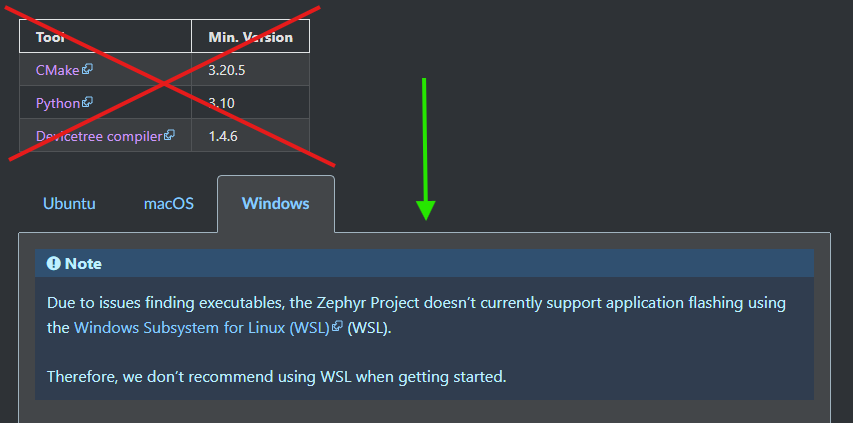 Tool Min. Version
CMake 3.20.5
Python 3.10
Devicetree compiler 1.4.6
Ubuntu macOS Windows
Note
Due to issues finding executables, the Zephyr Project doesn’t currently support application flashing using
the Windows Subsystem for Linux (WSL) (WSL).
Therefore, we don’t recommend using WSL when getting started.